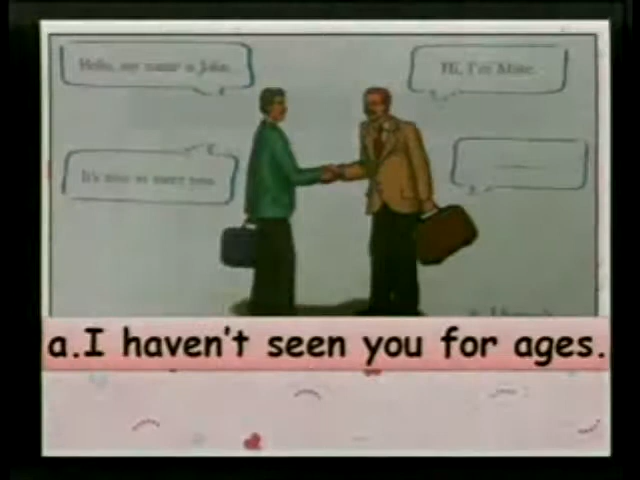 Hello, my name is John.
Hi, I'm Mike.
It's nice to meet you.
a.I haven't seen you for ages.